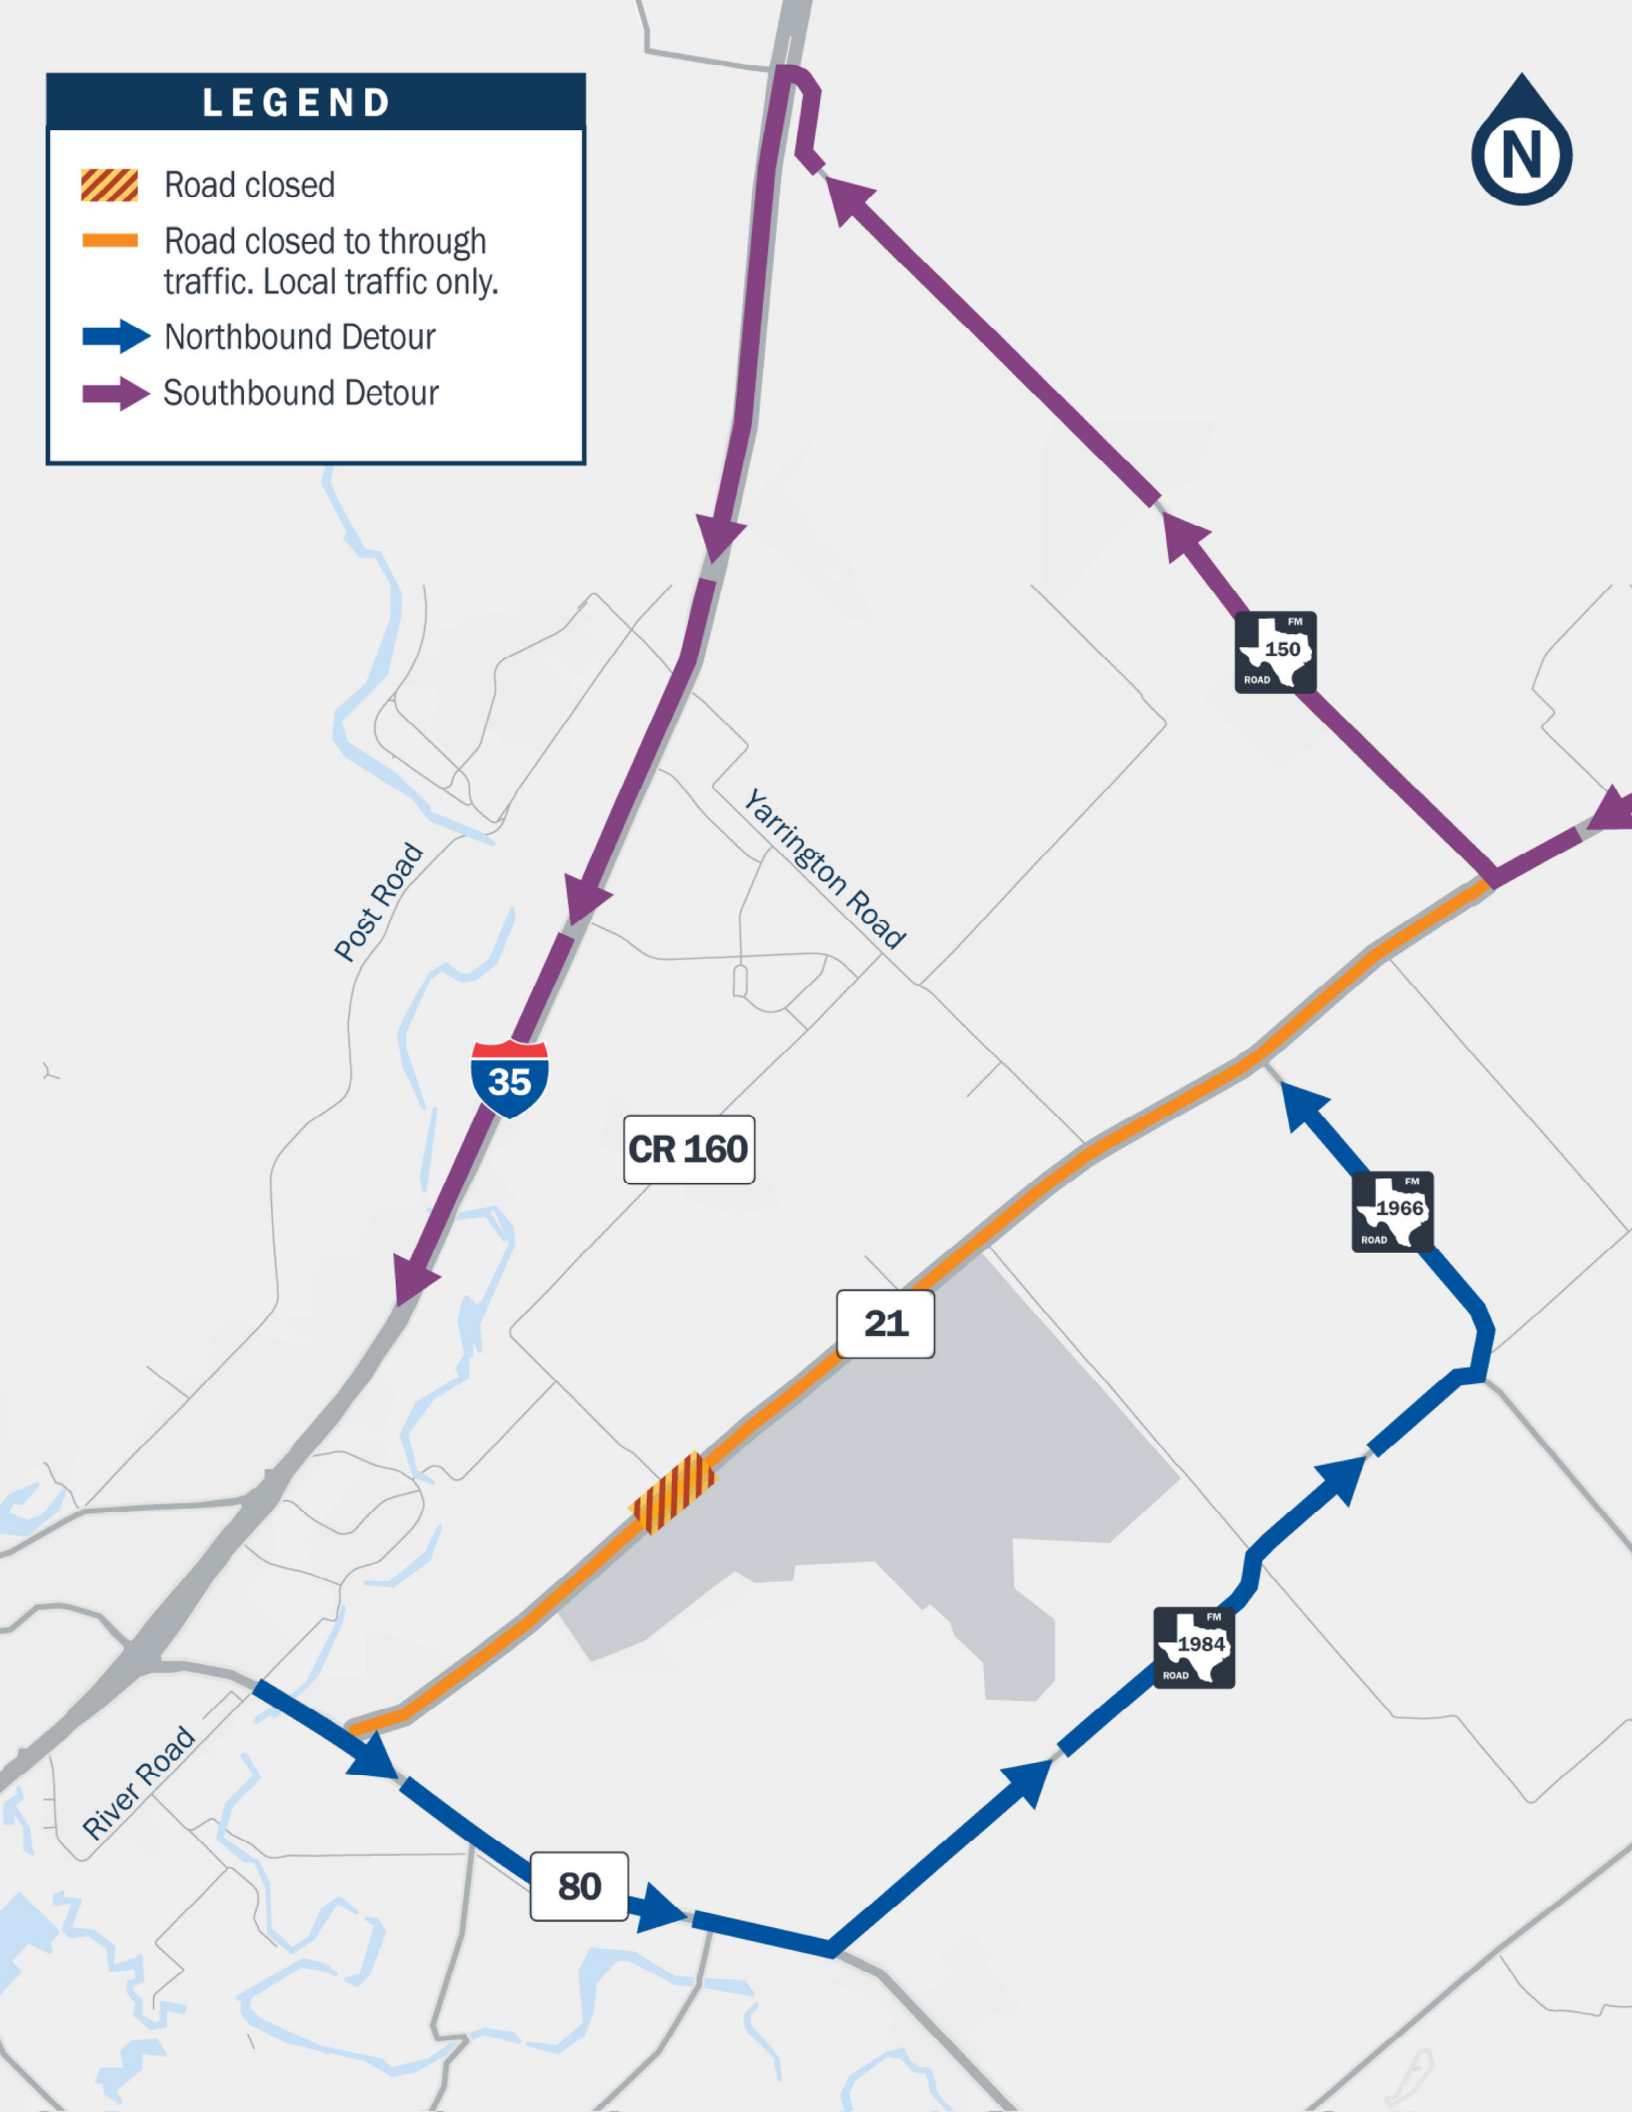 LEGEND
Road closed
Road closed to through
traffic. Local traffic only.
Northbound Detour
Southbound Detour
N
FM
150
ROAD
Yarrington Road
Post Road
35
CR 160
FM
1966
ROAD
21
FM
1984
ROAD
River Road
80